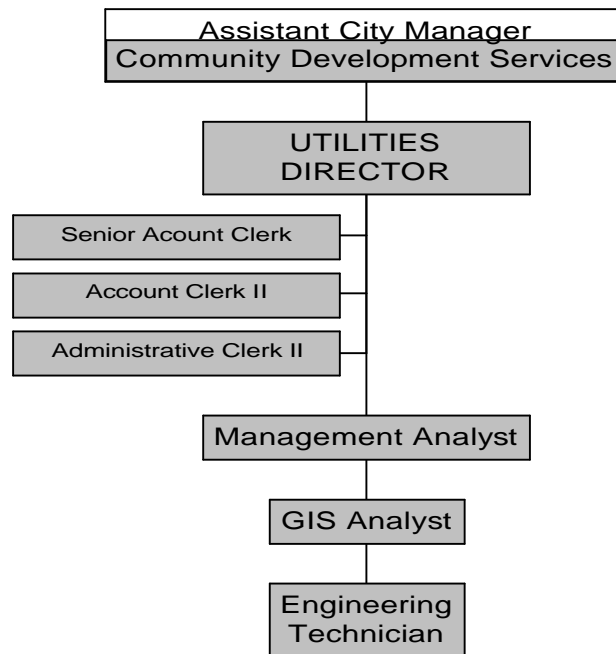 Assistant City Manager
Community Development Services
UTILITIES
DIRECTOR
Senior Acount Clerk
Account Clerk II
Administrative Clerk II
Management Analyst
GIS Analyst
Engineering
Technician